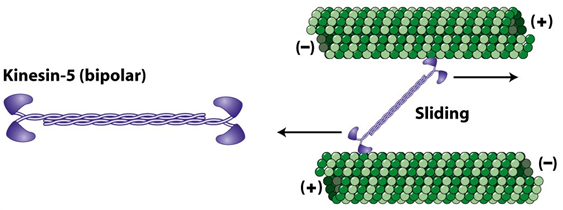 Kinesin-5 (bipolar)
(+)
(−)
Sliding
(−)
(+)